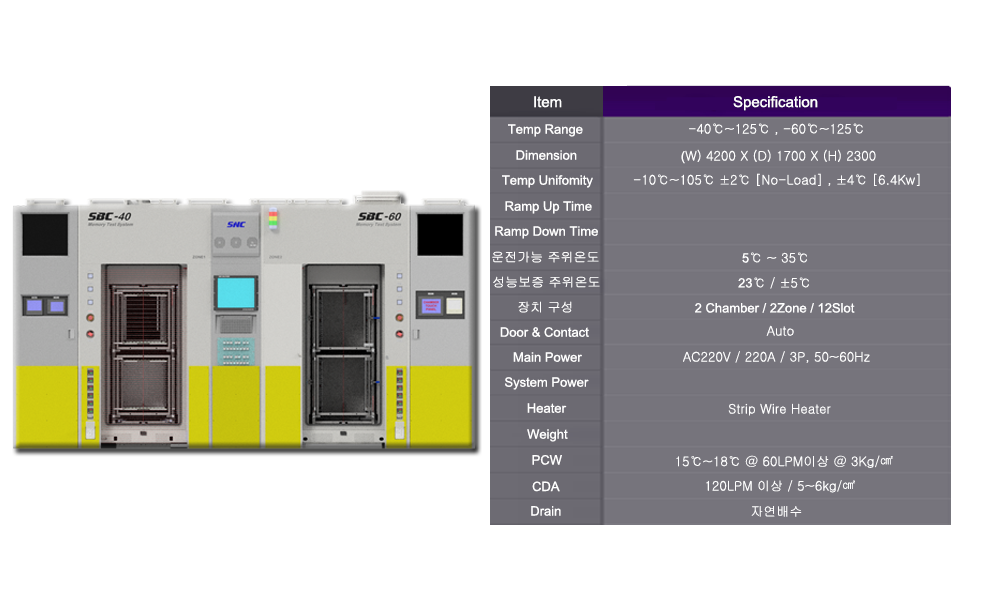 SBC-40
Memory Test System
SBC-60
Memory Test System
SNC
Item Specification
Temp Range -40℃~125℃ , -60℃~125℃
Dimension (W) 4200 X (D) 1700 X (H) 2300
Temp Unifomity -10℃~105℃ ±2℃ [No-Load] , ±4℃ [6.4Kw]
Ramp Up Time
Ramp Down Time
운전가능 주위온도 5℃ ~ 35℃
성능보증 주위온도 23℃ / ±5℃
장치 구성 2 Chamber / 2Zone / 12Slot
Door & Contact Auto
Main Power AC220V / 220A / 3P, 50~60Hz
System Power
Heater Strip Wire Heater
Weight
PCW 15℃~18℃ @ 60LPM이상 @ 3Kg/㎠
CDA 120LPM 이상 / 5~6kg/㎠
Drain 자연배수